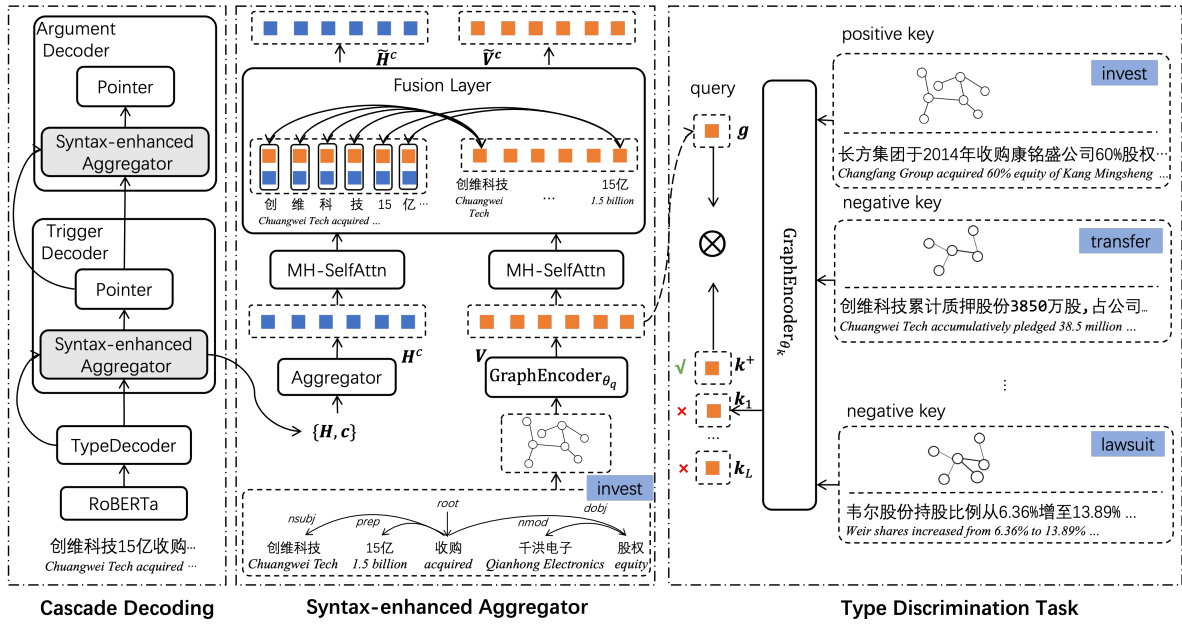 Argument
Decoder
Pointer
Syntax-enhanced
Aggregator
Trigger
Decoder
Pointer
Syntax-enhanced
Aggregator
TypeDecoder
RoBERTa
创维科技15亿收购…
Chuangwei Tech acquired …
Cascade Decoding
H̃ᶜ
Ṽᶜ
Fusion Layer
创 维 科 技 15 亿 …
Chuangwei Tech acquired …
创维科技 … 15亿
Chuangwei
Tech
1.5 billion
MH-SelfAttn
MH-SelfAttn
Hᶜ
V
Aggregator
GraphEncoder_θq
{H, c}
invest
root
nsubj
prep
nmod
dobj
创维科技 15亿 收购 千洪电子 股权
Chuangwei Tech 1.5 billion acquired Qianhong Electronics equity
Syntax-enhanced Aggregator
query
g
⊗
√ k⁺
× k₁
…
× k_L
GraphEncoder_θk
positive key
invest
长方集团于2014年收购康铭盛公司60%股权…
Changfang Group acquired 60% equity of Kang Mingsheng …
negative key
transfer
创维科技累计质押股份3850万股,占公司…
Chuangwei Tech accumulatively pledged 38.5 million …
⋮
negative key
lawsuit
韦尔股份持股比例从6.36%增至13.89% …
Weir shares increased from 6.36% to 13.89% …
Type Discrimination Task